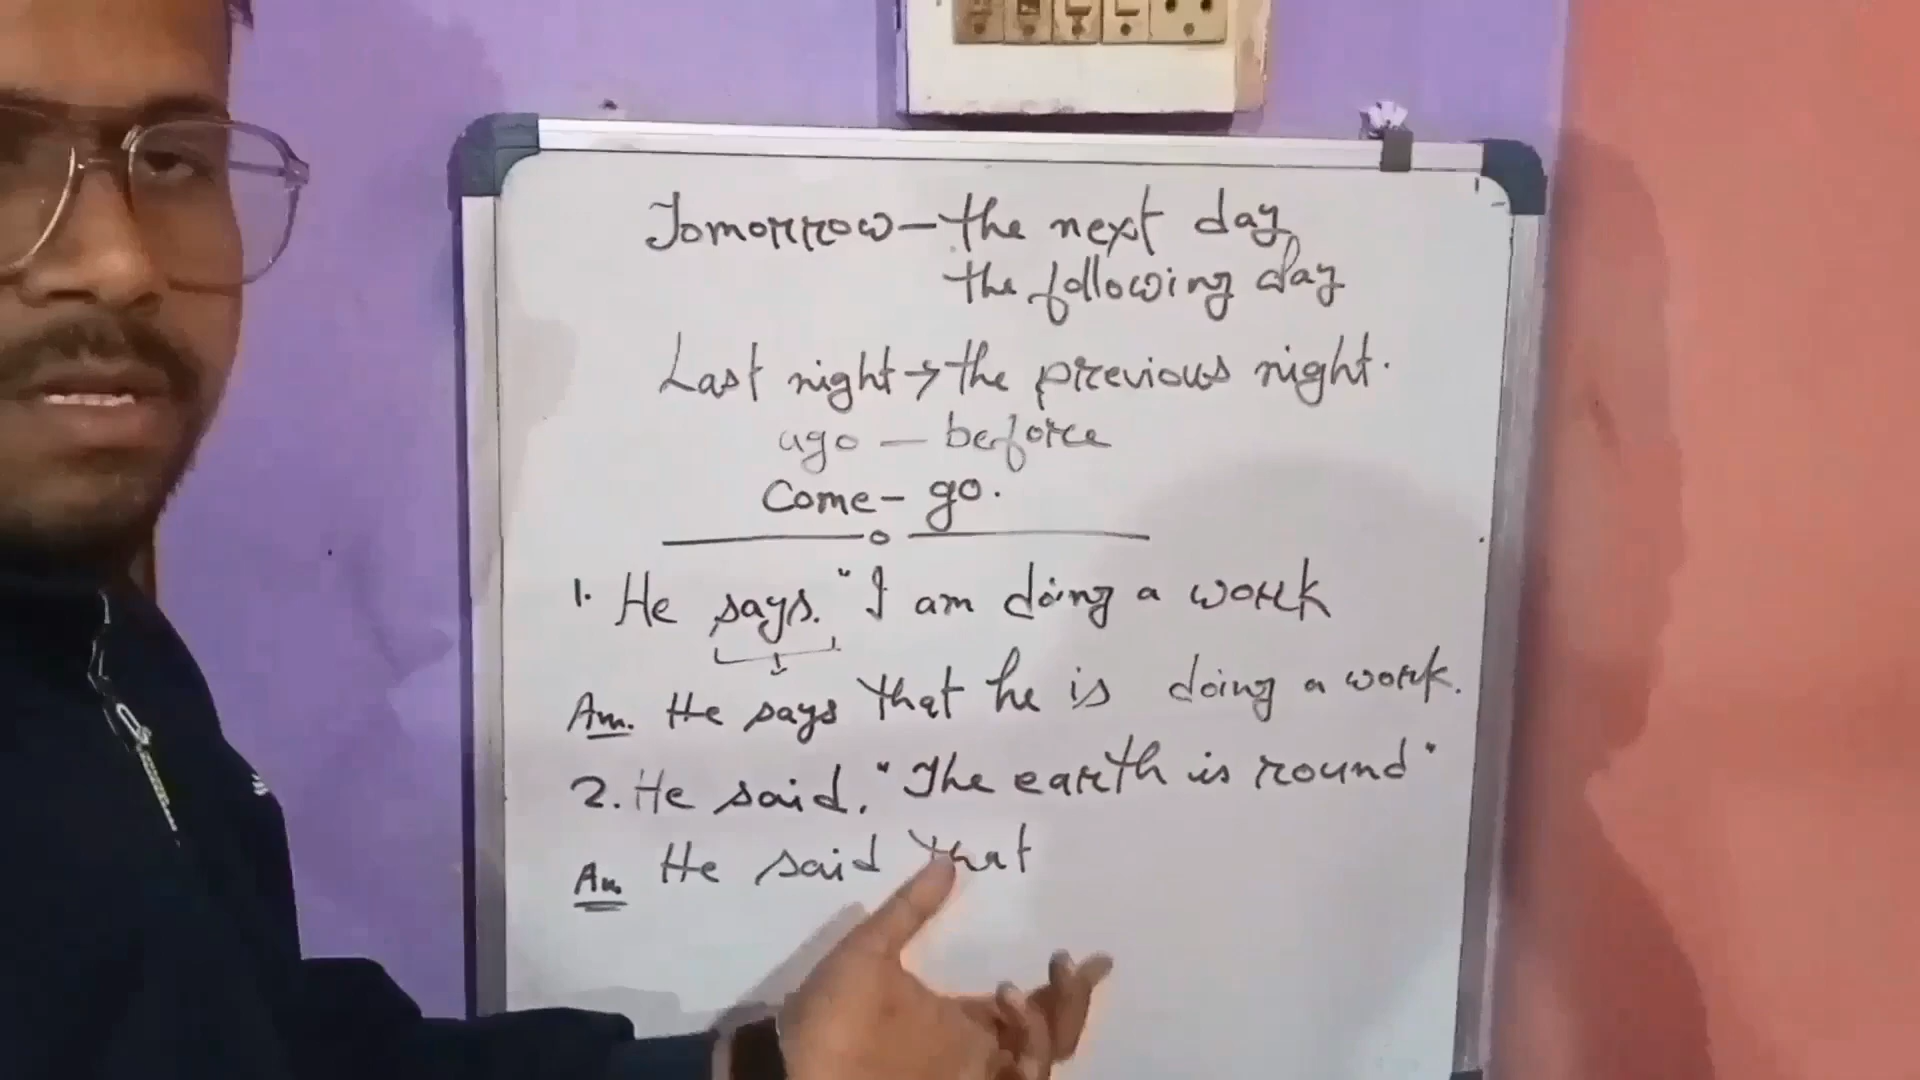 Tomorrow - the next day,
the following day
Last night → the previous night.
ago - before
Come - go.
1. He says. "I am doing a work
An. He says that he is doing a work.
2. He said. "The earth is round"
An. He said that